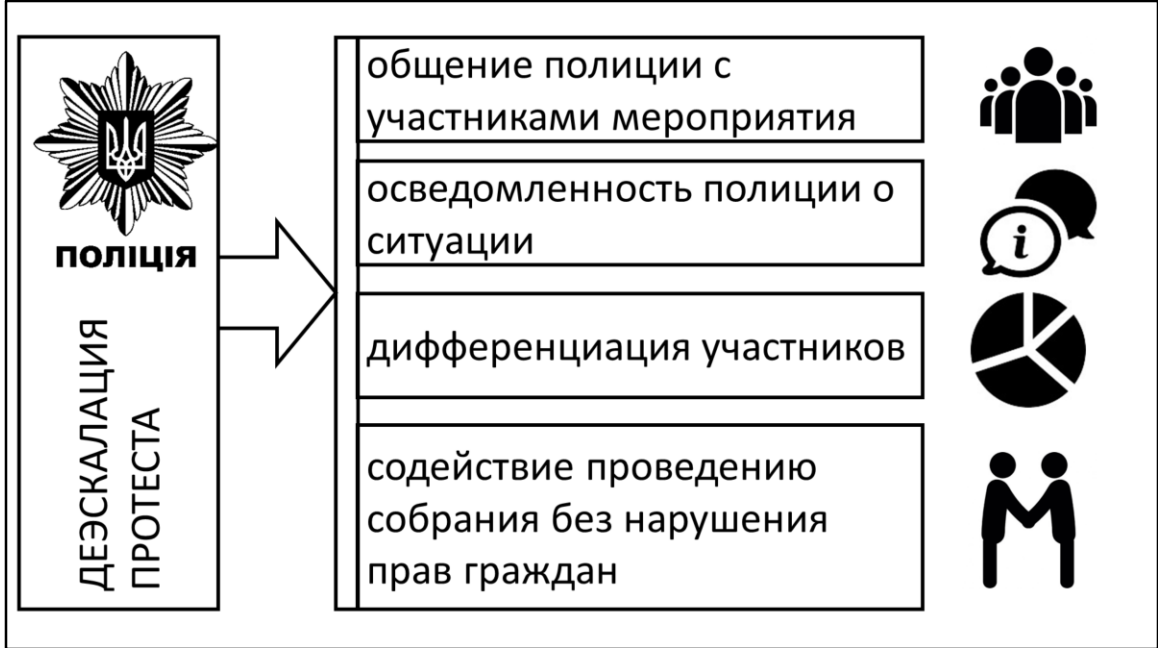 поліція
ДЕЭСКАЛАЦИЯ
ПРОТЕСТА
общение полиции с
участниками мероприятия
осведомленность полиции о
ситуации
дифференциация участников
содействие проведению
собрания без нарушения
прав граждан
i